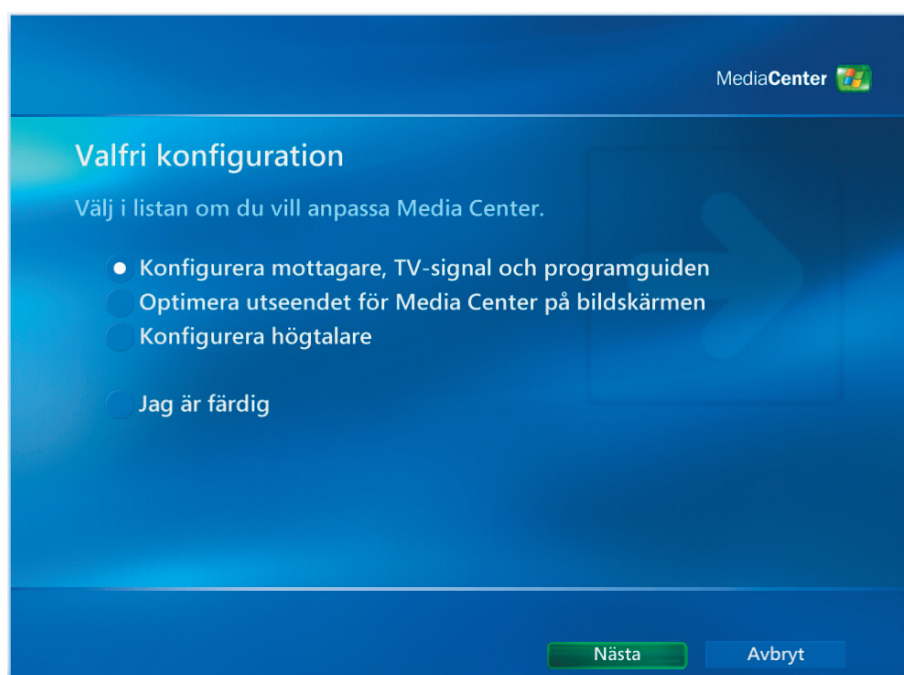 MediaCenter
Valfri konfiguration
Välj i listan om du vill anpassa Media Center.
Konfigurera mottagare, TV-signal och programguiden
Optimera utseendet för Media Center på bildskärmen
Konfigurera högtalare
Jag är färdig
Nästa
Avbryt